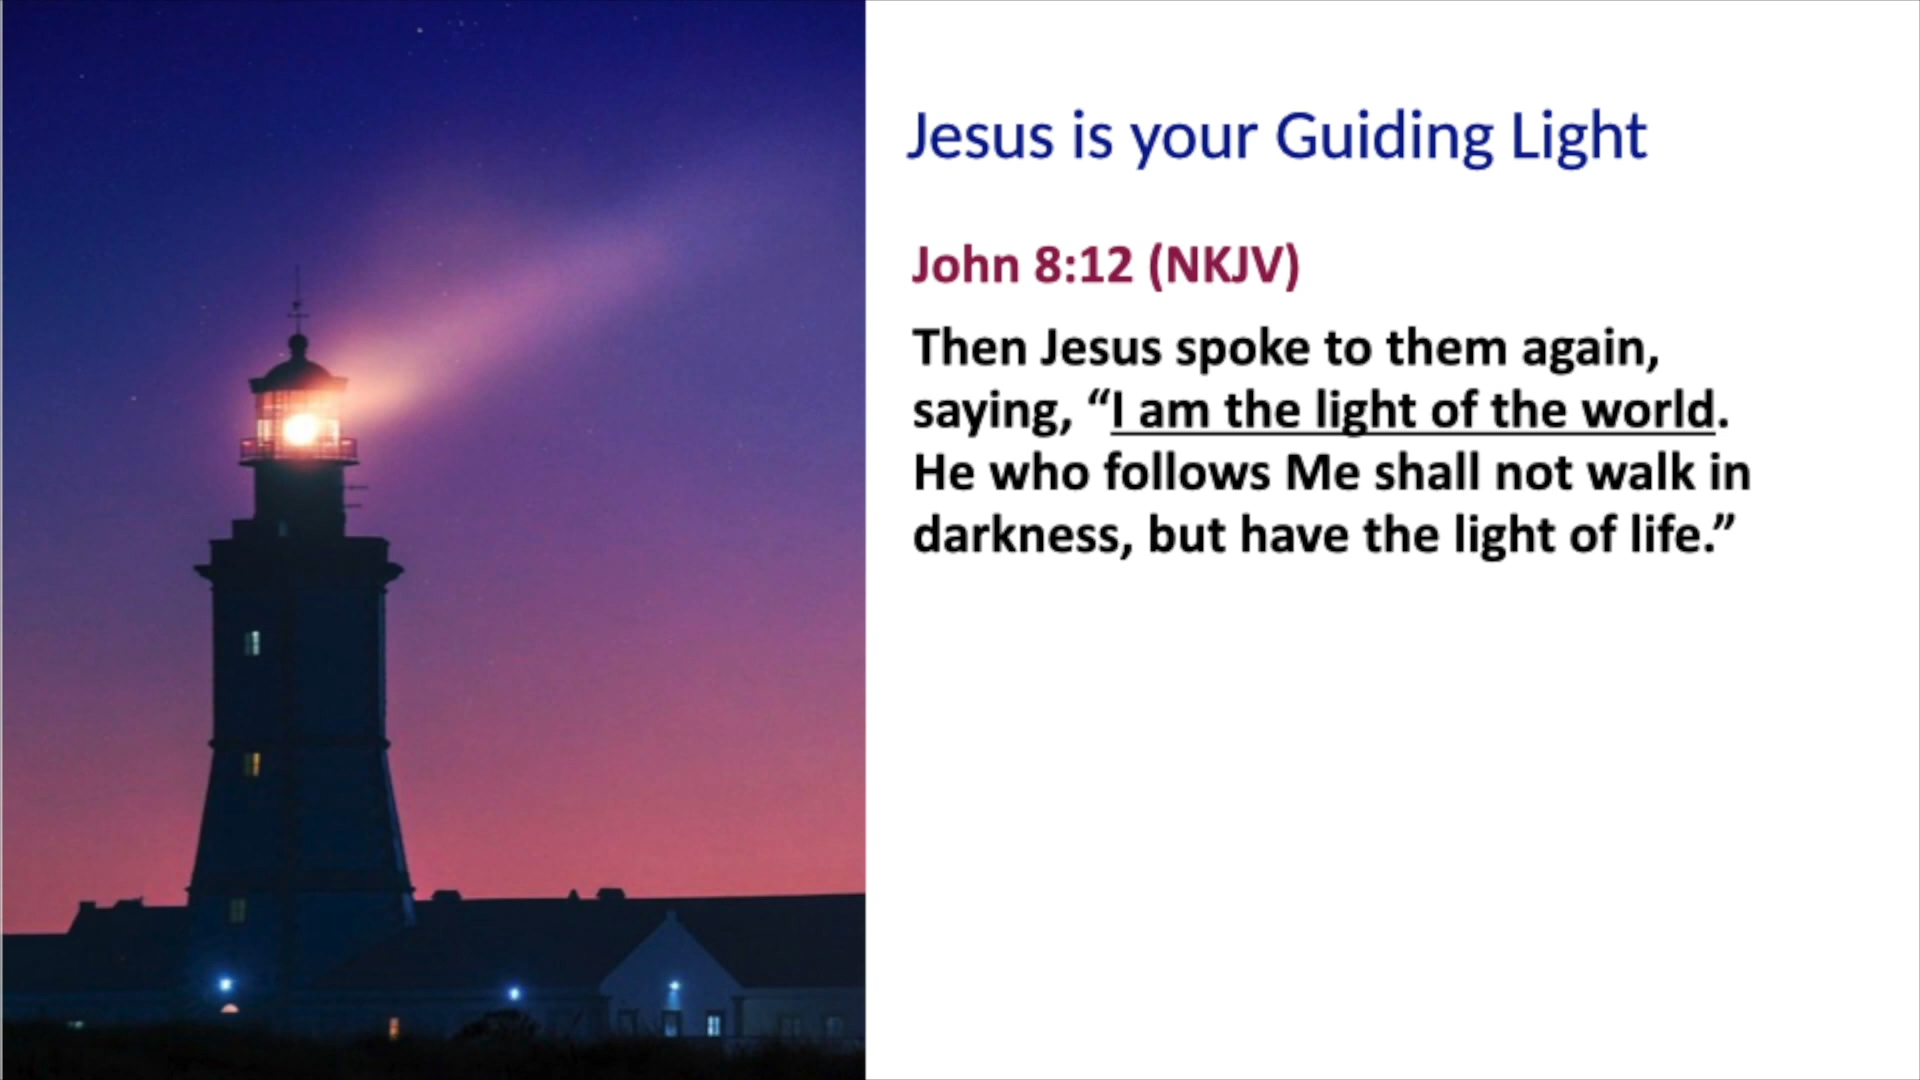 Jesus is your Guiding Light
John 8:12 (NKJV)
Then Jesus spoke to them again,
saying, “I am the light of the world.
He who follows Me shall not walk in
darkness, but have the light of life.”